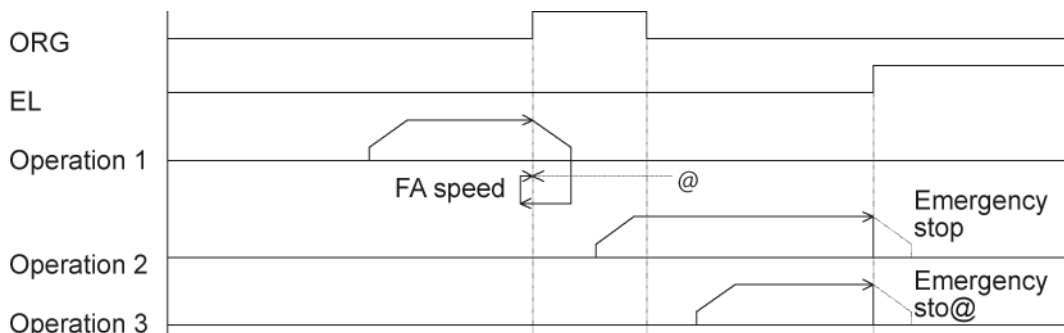 ORG
EL
Operation 1
FA speed
@
Emergency
stop
Operation 2
Emergency
sto@
Operation 3